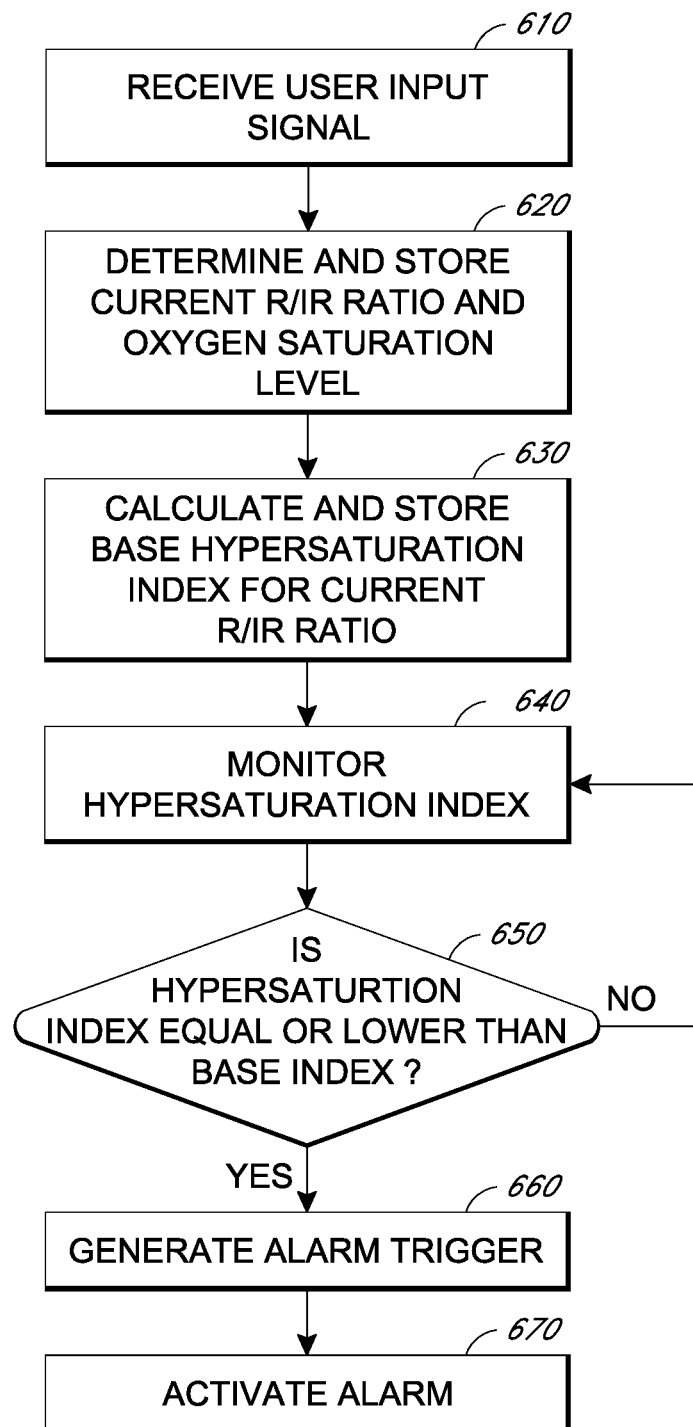 610
RECEIVE USER INPUT
SIGNAL
620
DETERMINE AND STORE
CURRENT R/IR RATIO AND
OXYGEN SATURATION
LEVEL
630
CALCULATE AND STORE
BASE HYPERSATURATION
INDEX FOR CURRENT
R/IR RATIO
640
MONITOR
HYPERSATURATION INDEX
650
IS
HYPERSATURTION
INDEX EQUAL OR LOWER THAN
BASE INDEX ?
NO
YES
660
GENERATE ALARM TRIGGER
670
ACTIVATE ALARM